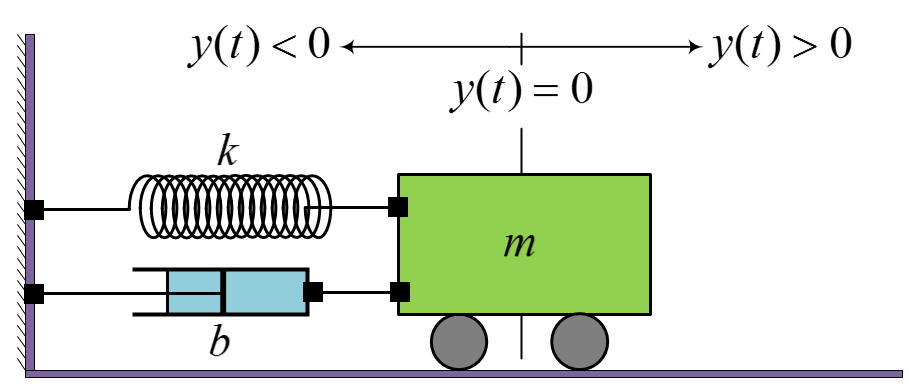 y(t) < 0
y(t) > 0
y(t) = 0
k
m
b